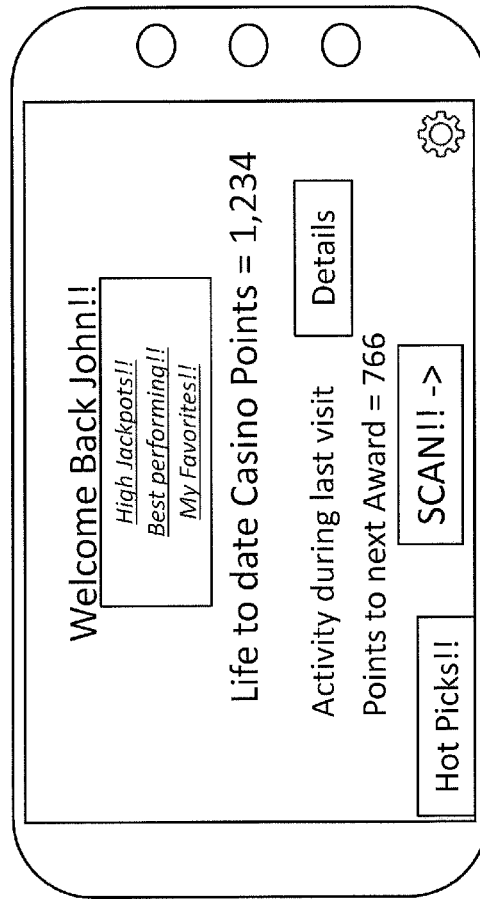 Welcome Back John!!
High Jackpots!!
Best performing!!
My Favorites!!
Life to date Casino Points = 1,234
Activity during last visit
Details
Points to next Award = 766
SCAN!! ->
Hot Picks!!